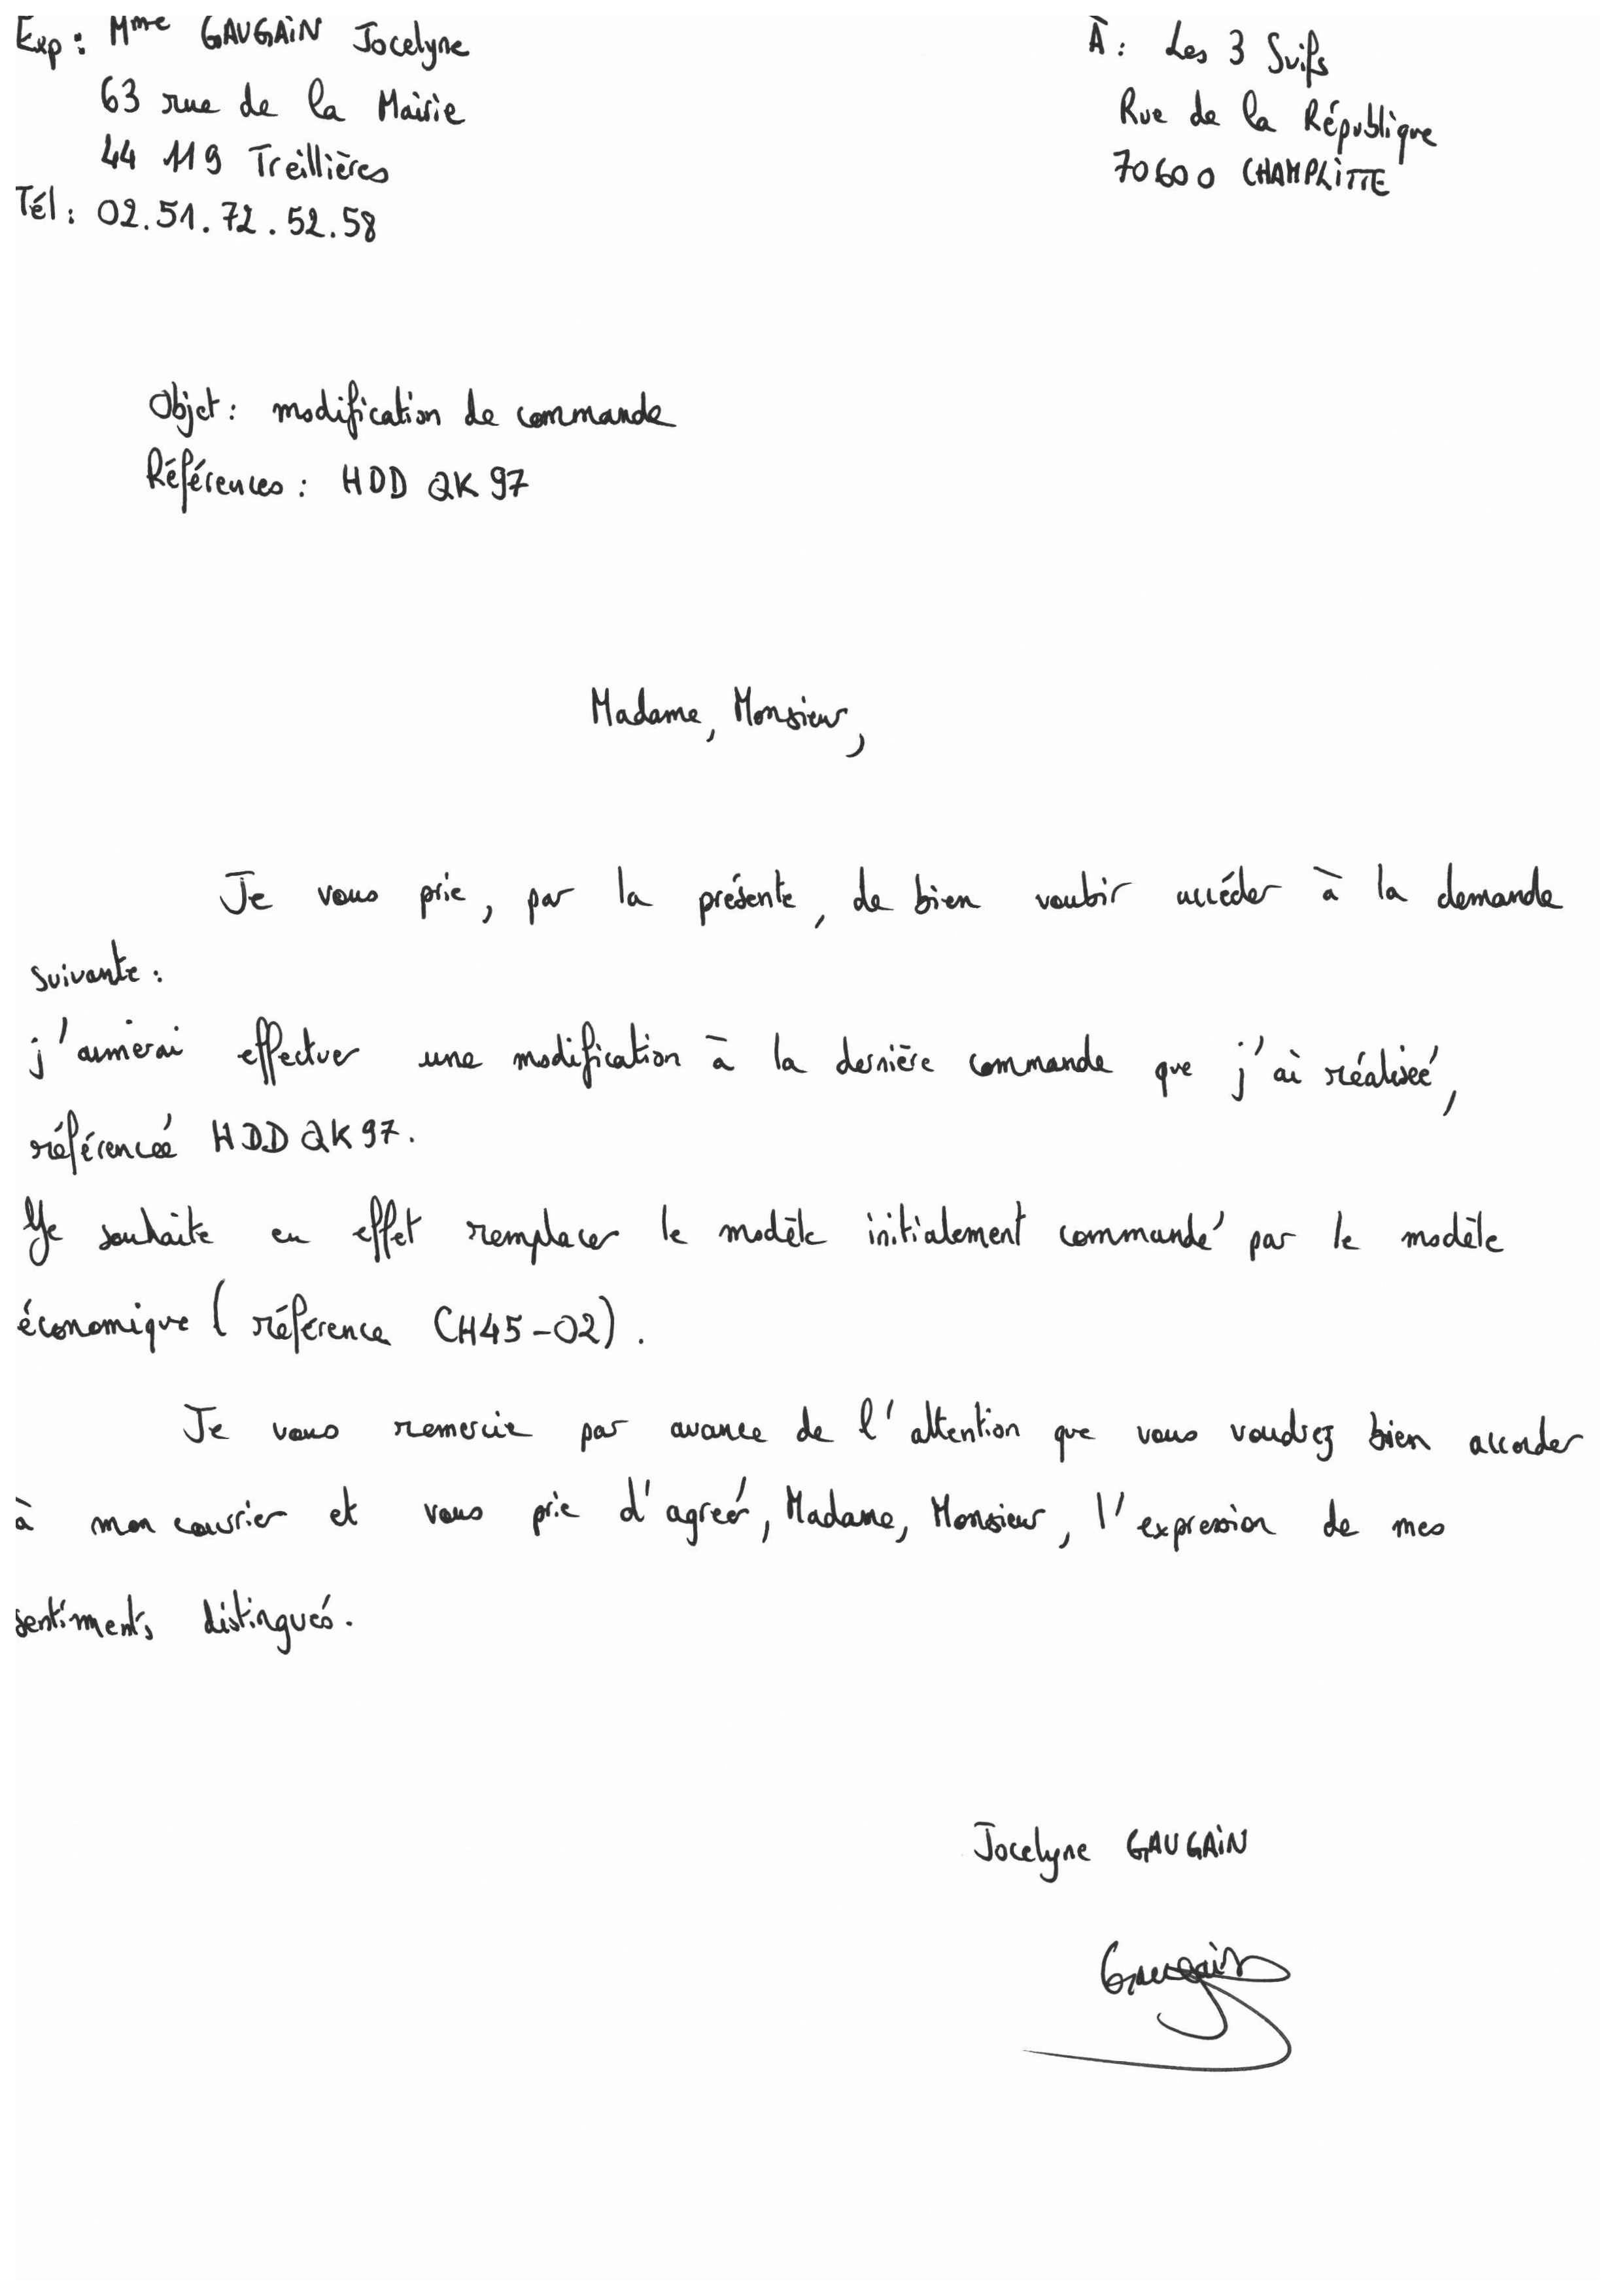 Exp : Mme GAUGAIN Jocelyne
63 rue de la Mairie
44 119 Treillières
Tél : 02.51.72.52.58
À : Les 3 Suifs
Rue de la République
70600 CHAMPLITTE
Objet : modification de commande
Références : HDD QK 97
Madame, Monsieur,
Je vous prie, par la présente, de bien vouloir accéder à la demande
suivante :
j'aimerai effectuer une modification à la dernière commande que j'ai réalisée,
référencée HDD QK 97.
Je souhaite en effet remplacer le modèle initialement commandé par le modèle
économique ( référence CH45-02) .
Je vous remercie par avance de l'attention que vous voudrez bien accorder
à mon courrier et vous prie d'agréer, Madame, Monsieur, l'expression de mes
sentiments distingués.
Jocelyne GAUGAIN
Gaugain